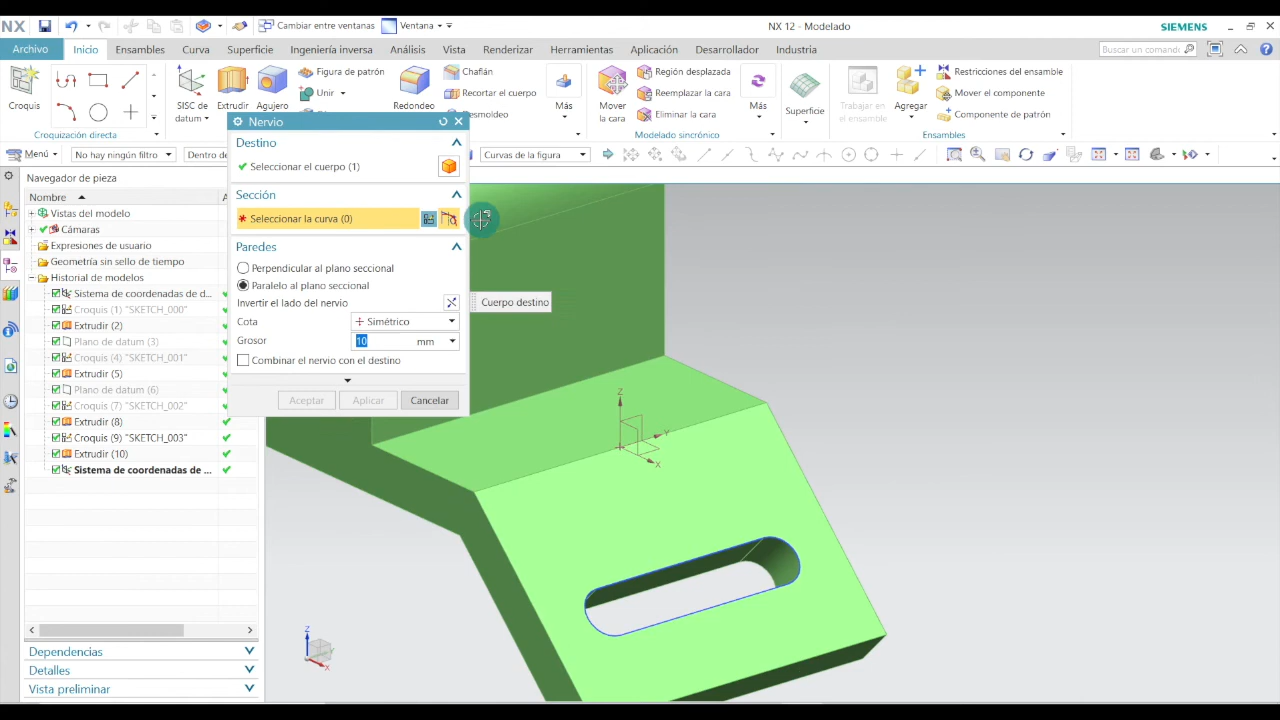 NX
Cambiar entre ventanas
Ventana
NX 12 - Modelado
SIEMENS
Archivo
Inicio
Ensambles
Curva
Superficie
Ingeniería inversa
Análisis
Vista
Renderizar
Herramientas
Aplicación
Desarrollador
Industria
Buscar un comando
Croquis
SISC de
datum
Extrudir
Agujero
Figura de patrón
Unir
Redondeo
Chaflán
Recortar el cuerpo
Desmoldeo
Más
Mover
la cara
Región desplazada
Reemplazar la cara
Eliminar la cara
Más
Superficie
Trabajar en
el ensamble
Agregar
Restricciones del ensamble
Mover el componente
Componente de patrón
Croquización directa
Modelado sincrónico
Ensambles
Menú
No hay ningún filtro
Dentro de
Curvas de la figura
Navegador de pieza
Nombre
A
Vistas del modelo
Cámaras
Expresiones de usuario
Geometría sin sello de tiempo
Historial de modelos
Sistema de coordenadas de d...
Croquis (1) "SKETCH_000"
Extrudir (2)
Plano de datum (3)
Croquis (4) "SKETCH_001"
Extrudir (5)
Plano de datum (6)
Croquis (7) "SKETCH_002"
Extrudir (8)
Croquis (9) "SKETCH_003"
Extrudir (10)
Sistema de coordenadas de ...
Dependencias
Detalles
Vista preliminar
Nervio
Destino
Seleccionar el cuerpo (1)
Sección
* Seleccionar la curva (0)
Paredes
Perpendicular al plano seccional
Paralelo al plano seccional
Invertir el lado del nervio
Cota
Simétrico
Grosor
10
mm
Combinar el nervio con el destino
Aceptar
Aplicar
Cancelar
Cuerpo destino
Z
Y
X
Z
Y
X